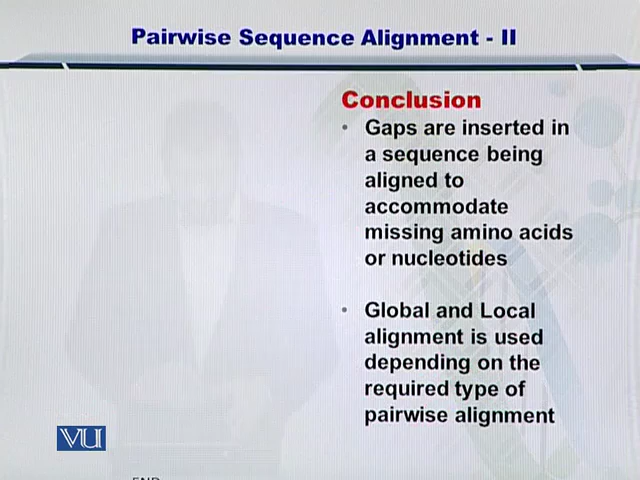 Pairwise Sequence Alignment - II
Conclusion
• Gaps are inserted in
a sequence being
aligned to
accommodate
missing amino acids
or nucleotides
• Global and Local
alignment is used
depending on the
required type of
pairwise alignment
VU